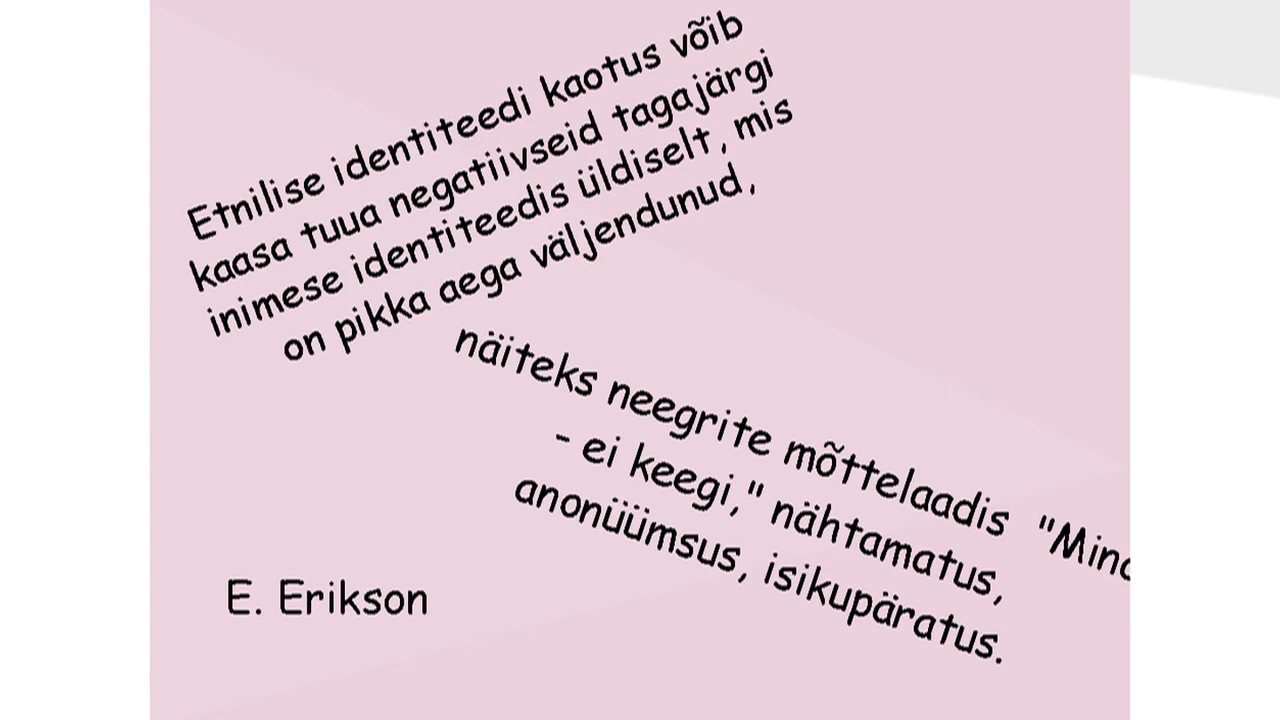 Etnilise identiteedi kaotus võib
kaasa tuua negatiivseid tagajärgi
inimese identiteedis üldiselt, mis
on pikka aega väljendunud,
näiteks neegrite mõttelaadis
- ei keegi," nähtamatus,
anonüümsus, isikupäratus.
E. Erikson